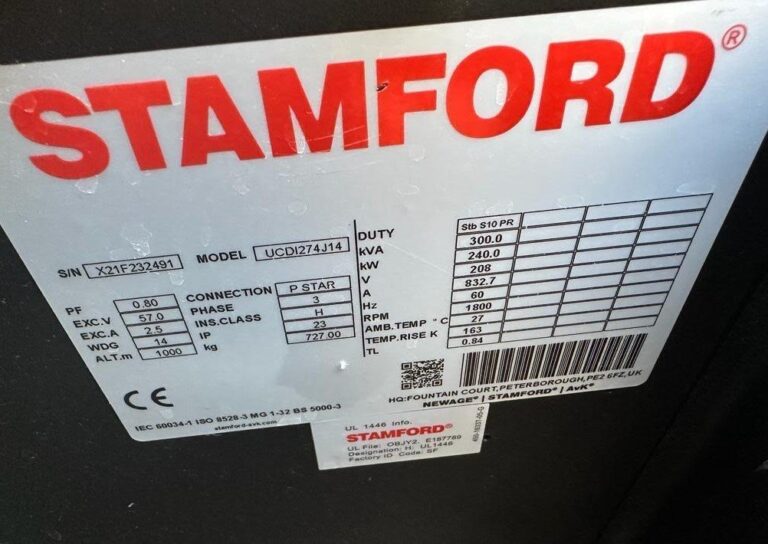 STAMFORD®
S/N X21F232491 MODEL UCDI274J14
PF 0.80
EXC.V 57.0
EXC.A 2.5
WDG 14
ALT.m 1000
CONNECTION P STAR
PHASE 3
INS.CLASS H
IP 23
kg 727.00
DUTY Stb S10 PR
kVA 300.0
kW 240.0
V 208
A 832.7
Hz 60
RPM 1800
AMB.TEMP °C 27
TEMP.RISE K 163
TL 0.84
CE
IEC 60034-1 ISO 8528-3 MG 1-32 BS 5000-3
stamford-avk.com
HQ:FOUNTAIN COURT,PETERBOROUGH,PE2 6FZ,UK
NEWAGE® | STAMFORD® | AvK®
UL 1446 Info.
STAMFORD®
UL File: OBJY2. E187789
Designation: H; UL1446
Factory ID Code: SF